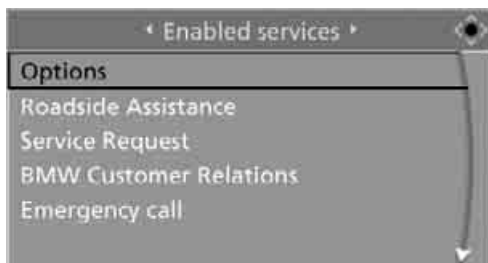 Enabled services
Options
Roadside Assistance
Service Request
BMW Customer Relations
Emergency call